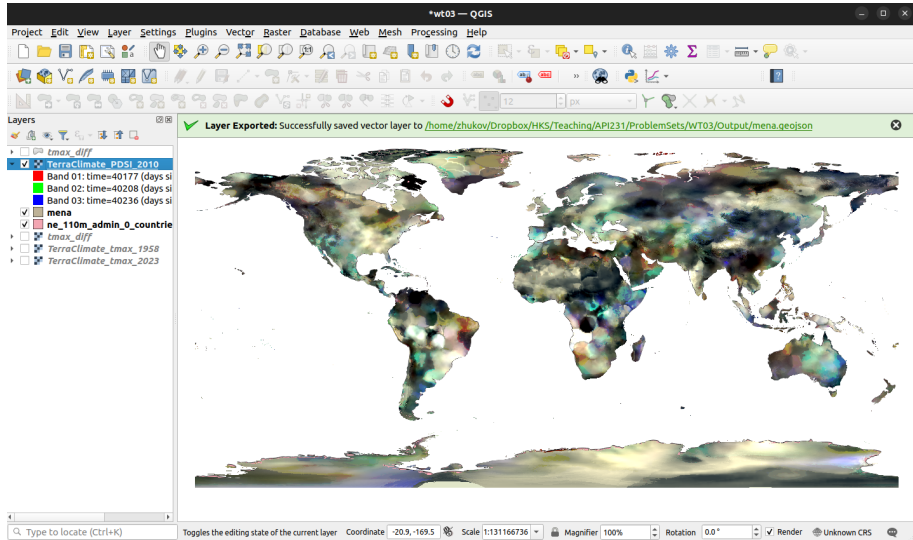 *wt03 — QGIS
Project Edit View Layer Settings Plugins Vector Raster Database Web Mesh Processing Help
12 px
Layers
Layer Exported: Successfully saved vector layer to /home/zhukov/Dropbox/HKS/Teaching/API231/ProblemSets/WT03/Output/mena.geojson
tmax_diff
TerraClimate_PDSI_2010
Band 01: time=40177 (days si
Band 02: time=40208 (days si
Band 03: time=40236 (days si
mena
ne_110m_admin_0_countrie
tmax_diff
TerraClimate_tmax_1958
TerraClimate_tmax_2023
Type to locate (Ctrl+K) Toggles the editing state of the current layer Coordinate -20.9,-169.5 Scale 1:131166736 Magnifier 100% Rotation 0.0 ° Render Unknown CRS